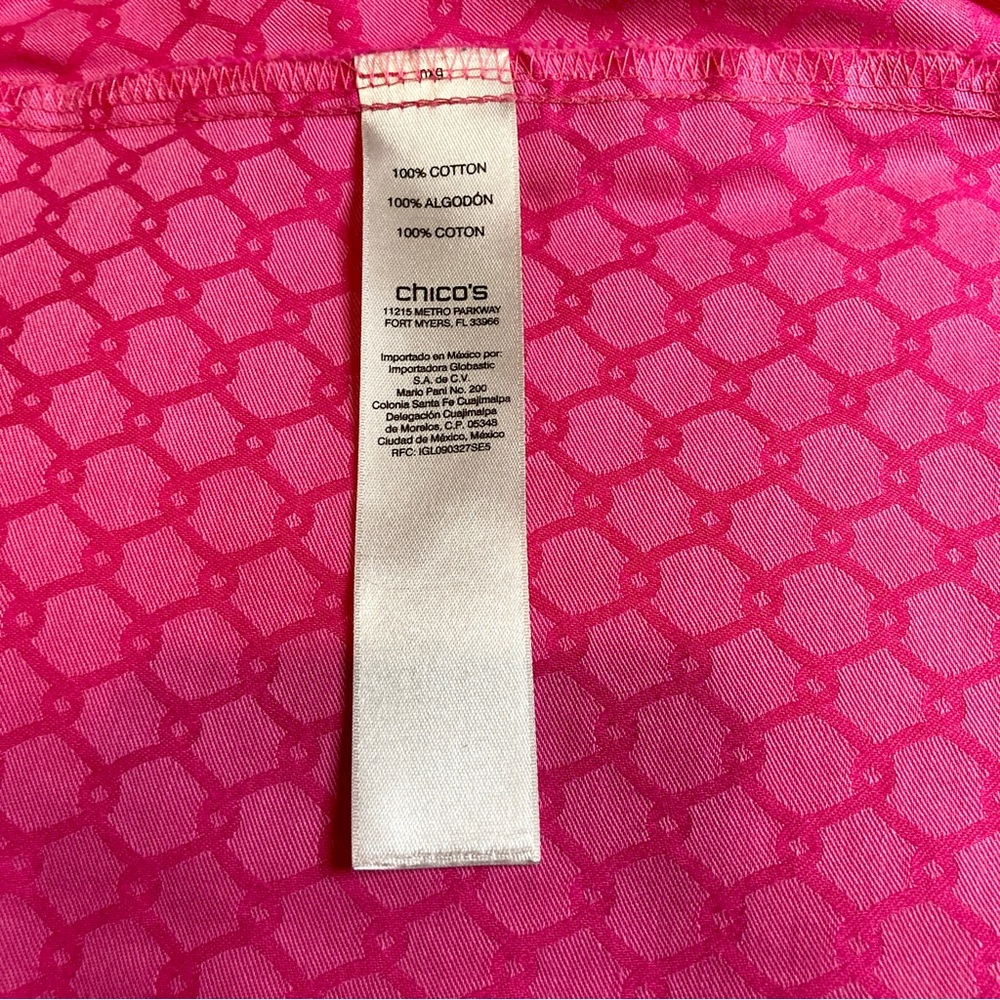 100% COTTON
100% ALGODÓN
100% COTON
chico's
11215 METRO PARKWAY
FORT MYERS, FL 33966
Importado en México por:
Importadora Globastic
S.A. de C.V.
Mario Pani No. 200
Colonia Santa Fe Cuajimalpa
Delegación Cuajimalpa
de Morelos, C.P. 05348
Ciudad de México, México
RFC: IGL090327SE5